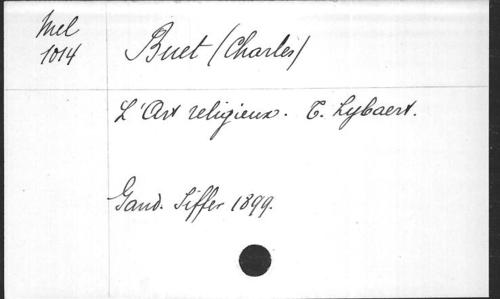 Mel
1014
Buet (Charles)
L'Art religieux. T. Lybaert.
Gand. Siffer 1899.